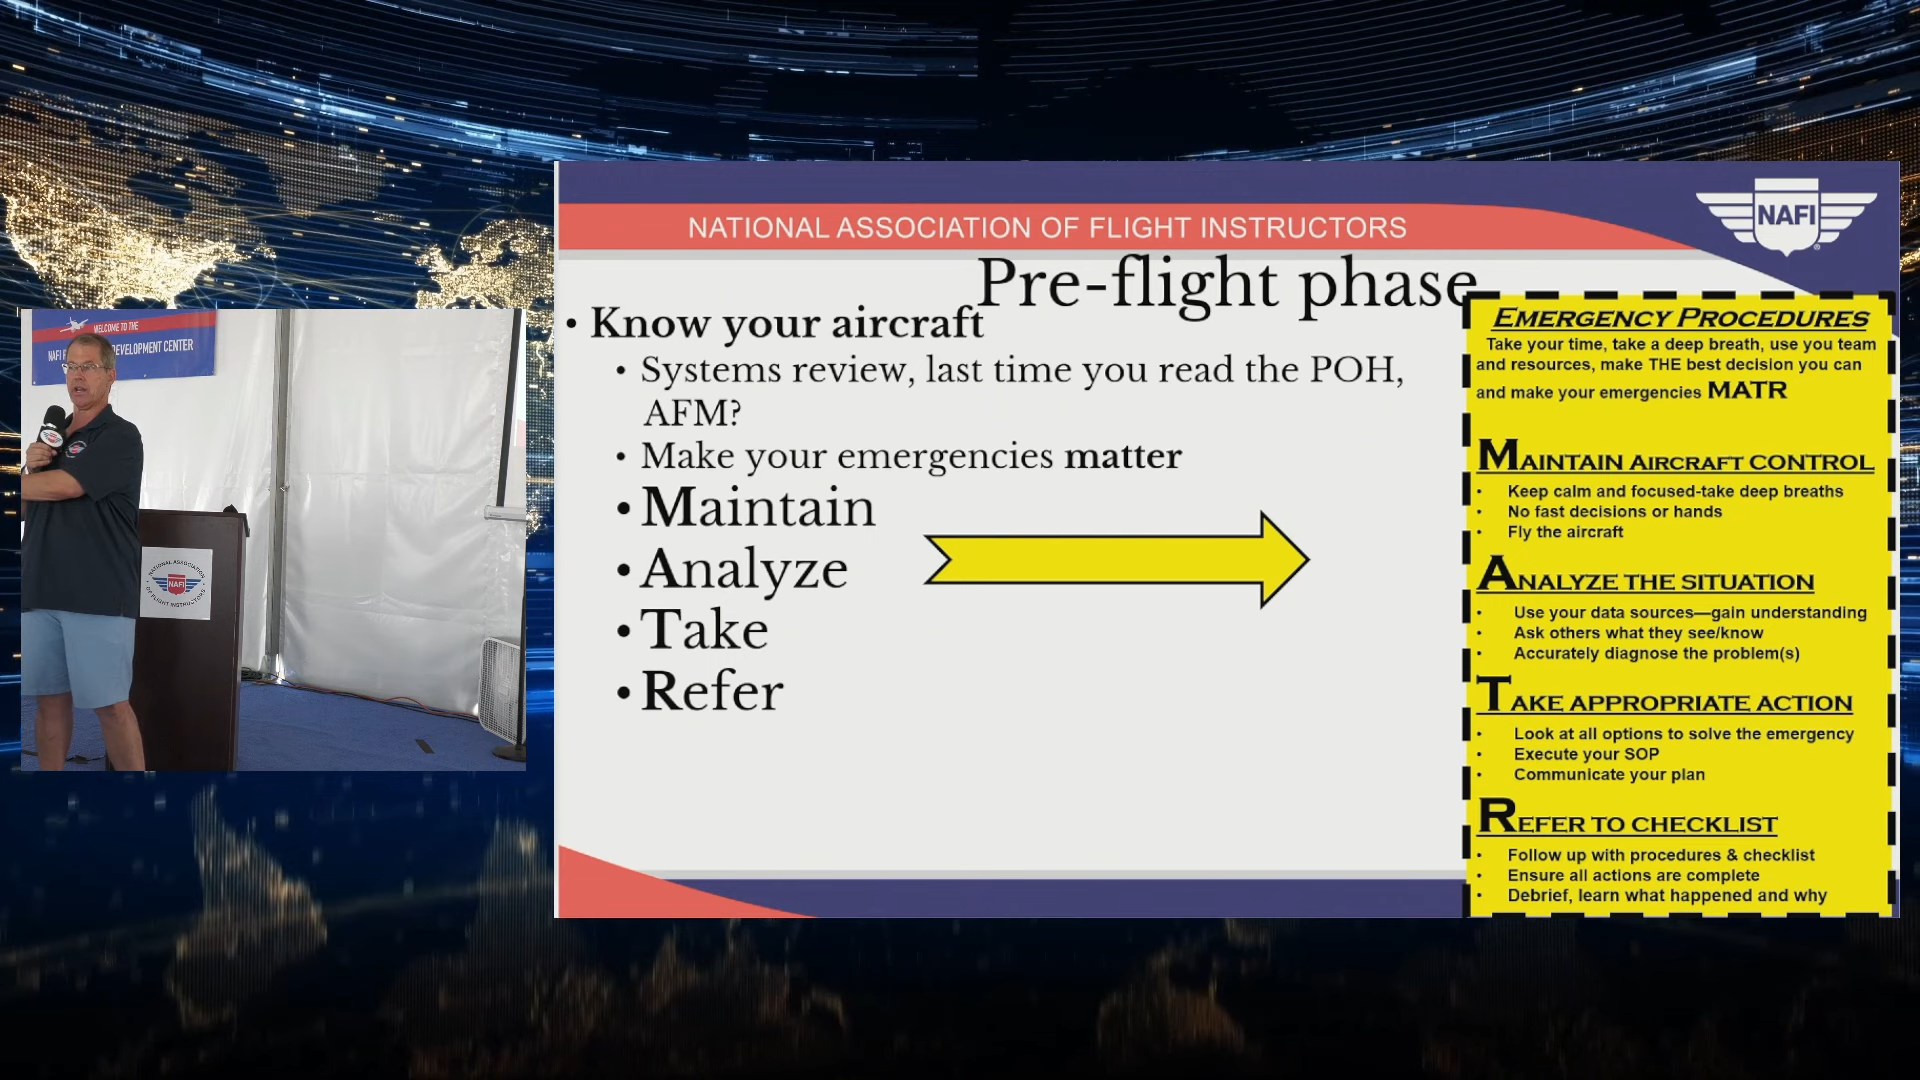 WELCOME TO THE
NAFI
DEVELOPMENT CENTER
NATIONAL ASSOCIATION
NAFI
OF FLIGHT INSTRUCTORS
NATIONAL ASSOCIATION OF FLIGHT INSTRUCTORS
NAFI
Pre-flight phase
• Know your aircraft
• Systems review, last time you read the POH,
AFM?
• Make your emergencies matter
• Maintain
• Analyze
• Take
• Refer
EMERGENCY PROCEDURES
Take your time, take a deep breath, use you team
and resources, make THE best decision you can
and make your emergencies MATR
MAINTAIN AIRCRAFT CONTROL
• Keep calm and focused-take deep breaths
• No fast decisions or hands
• Fly the aircraft
ANALYZE THE SITUATION
• Use your data sources—gain understanding
• Ask others what they see/know
• Accurately diagnose the problem(s)
TAKE APPROPRIATE ACTION
• Look at all options to solve the emergency
• Execute your SOP
• Communicate your plan
REFER TO CHECKLIST
• Follow up with procedures & checklist
• Ensure all actions are complete
• Debrief, learn what happened and why